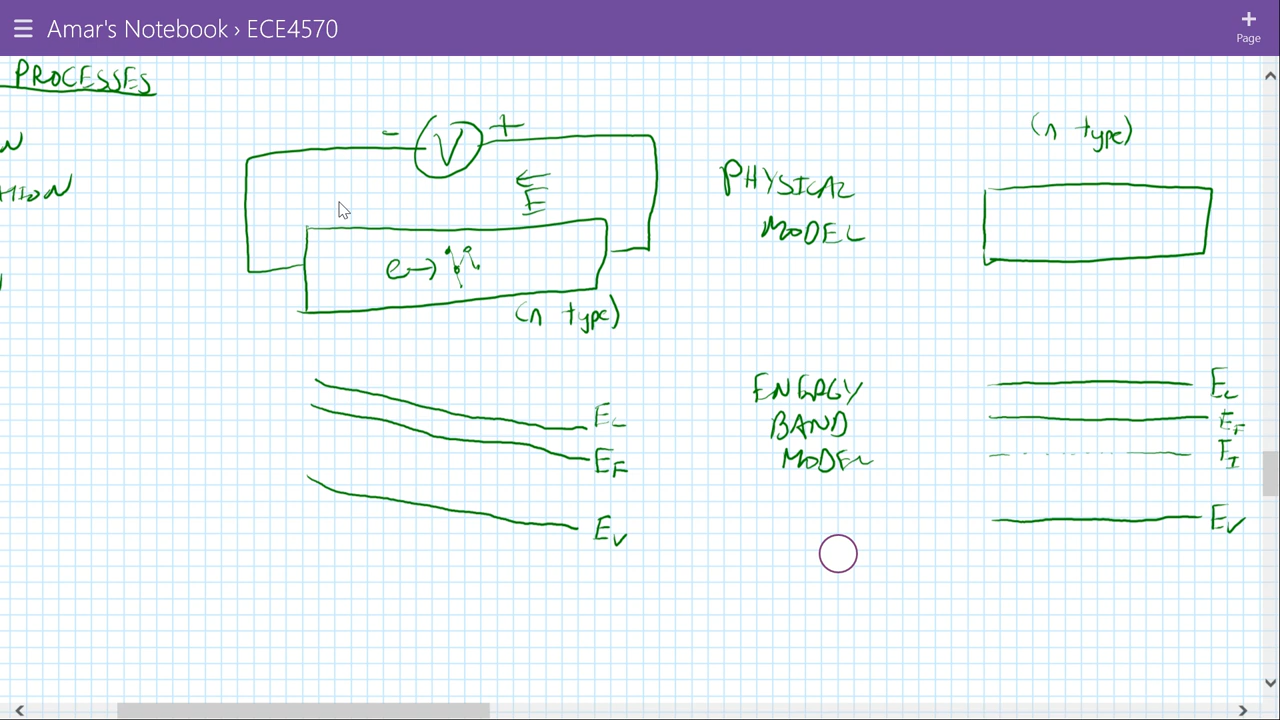 Amar's Notebook › ECE4570
Page
PROCESSES
- V +
E
e→
(n type)
PHYSICAL
MODEL
(n type)
EC
EF
EV
ENERGY
BAND
MODEL
EC
EF
EI
EV